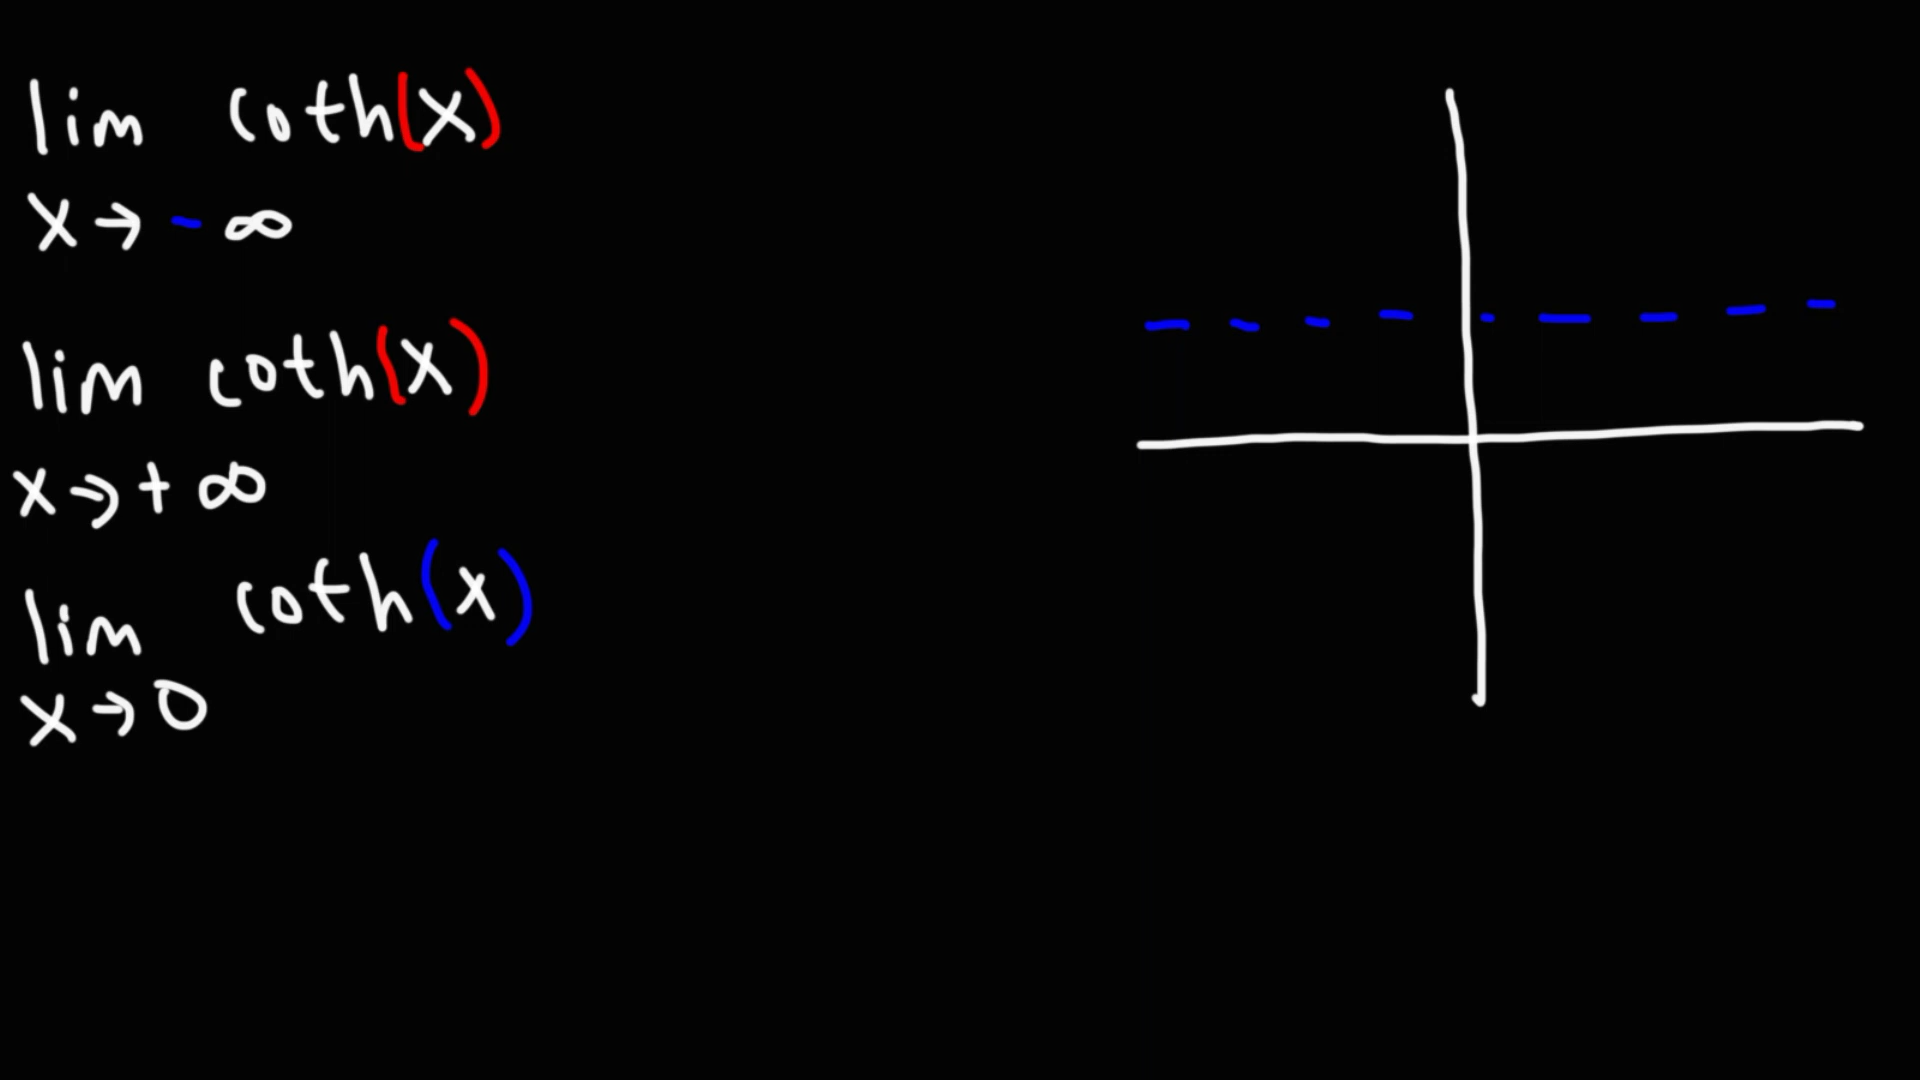 lim coth(x)
x→-∞
lim coth(x)
x→+∞
lim coth(x)
x→0